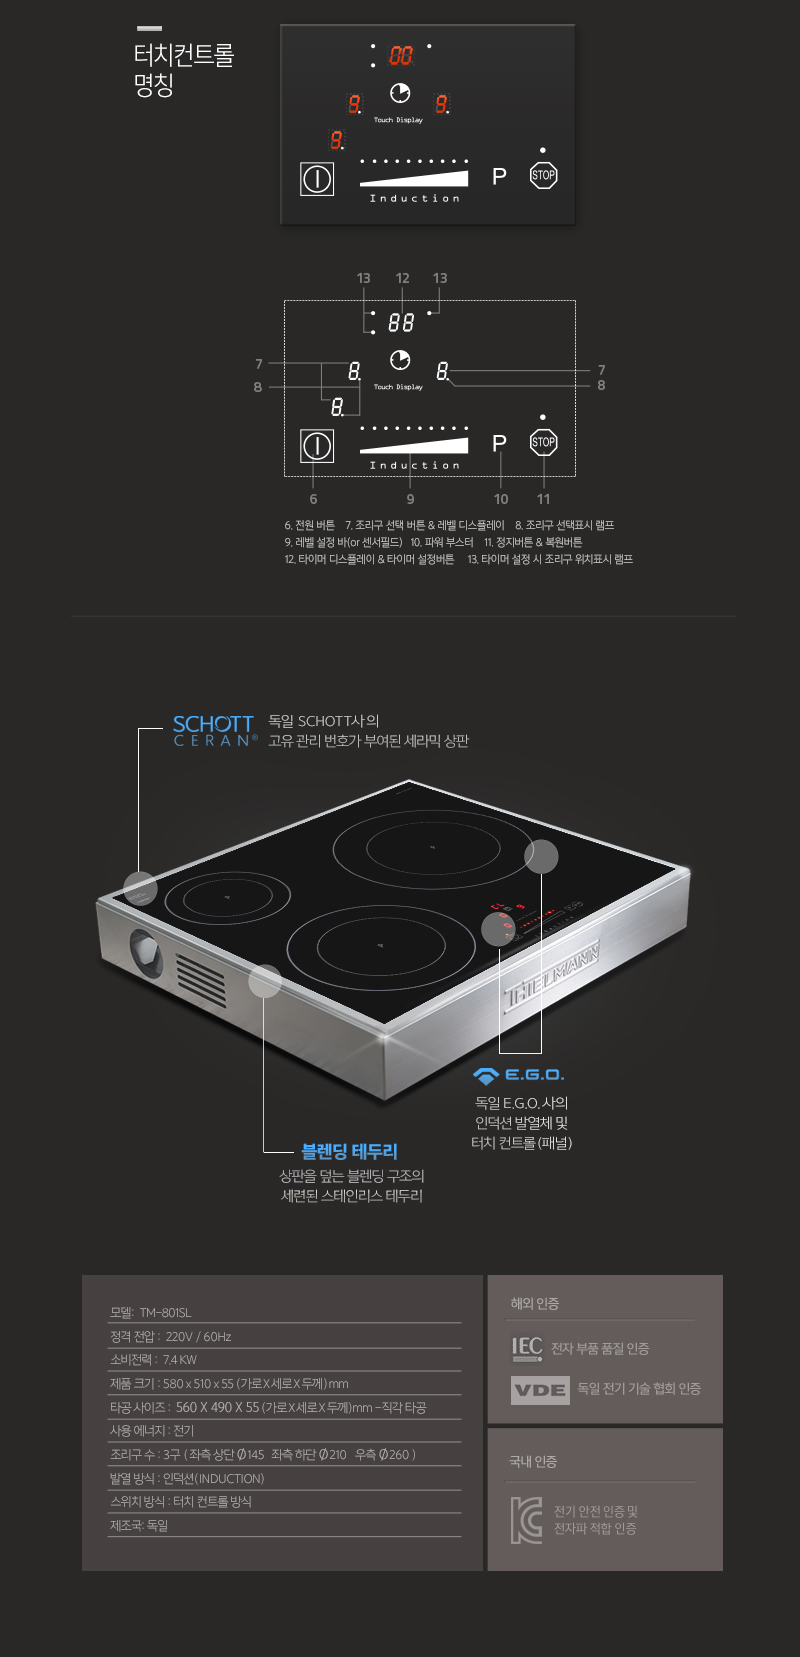 터치컨트롤
명칭
00
8.
8.
Touch Display
8.
P
STOP
Induction
13
12
13
88
7
8.
8.
7
8
Touch Display
8
8.
P
STOP
Induction
6
9
10
11
6. 전원 버튼 7. 조리구 선택 버튼 & 레벨 디스플레이 8. 조리구 선택표시 램프
9. 레벨 설정 바(or 센서필드) 10. 파워 부스터 11. 정지버튼 & 복원버튼
12. 타이머 디스플레이 & 타이머 설정버튼 13. 타이머 설정 시 조리구 위치표시 램프
SCHOTT
CERAN®
독일 SCHOTT사 의
고유 관리 번호가 부여된 세라믹 상판
THIELMANN
E.G.O.
독일 E.G.O. 사의
인덕션 발열체 및
터치 컨트롤 (패널)
블렌딩 테두리
상판을 덮는 블렌딩 구조의
세련된 스테인리스 테두리
모델: TM-801SL
정격 전압 : 220V / 60Hz
소비전력 : 7.4 KW
제품 크기 : 580 x 510 x 55 (가로X세로X두께) mm
타공 사이즈 : 560 X 490 X 55 (가로X세로X두께)mm -직각 타공
사용 에너지 : 전기
조리구 수 : 3구 ( 좌측 상단 Ø145 좌측 하단 Ø210 우측 Ø260 )
발열 방식 : 인덕션(INDUCTION)
스위치 방식 : 터치 컨트롤 방식
제조국: 독일
해외 인증
IEC 전자 부품 품질 인증
VDE 독일 전기 기술 협회 인증
국내 인증
전기 안전 인증 및
전자파 적합 인증